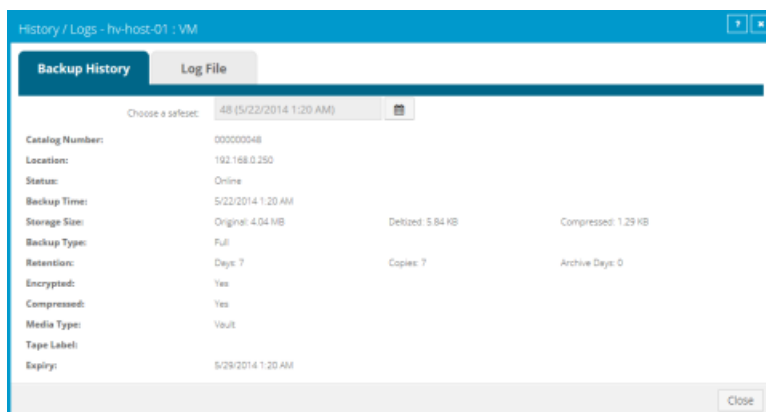 History / Logs - hv-host-01 : VM
Backup History Log File
Choose a safeset: 48 (5/22/2014 1:20 AM)
Catalog Number: 000000048
Location: 192.168.0.250
Status: Online
Backup Time: 5/22/2014 1:20 AM
Storage Size: Original: 4.04 MB Deltized: 5.84 KB Compressed: 1.29 KB
Backup Type: Full
Retention: Days: 7 Copies: 7 Archive Days: 0
Encrypted: Yes
Compressed: Yes
Media Type: Vault
Tape Label:
Expiry: 5/29/2014 1:20 AM
Close